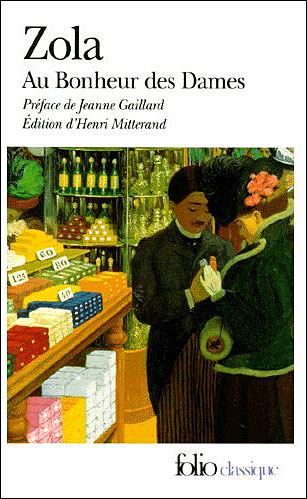 Zola
Au Bonheur des Dames
Préface de Jeanne Gaillard
Édition d'Henri Mitterand
folio classique